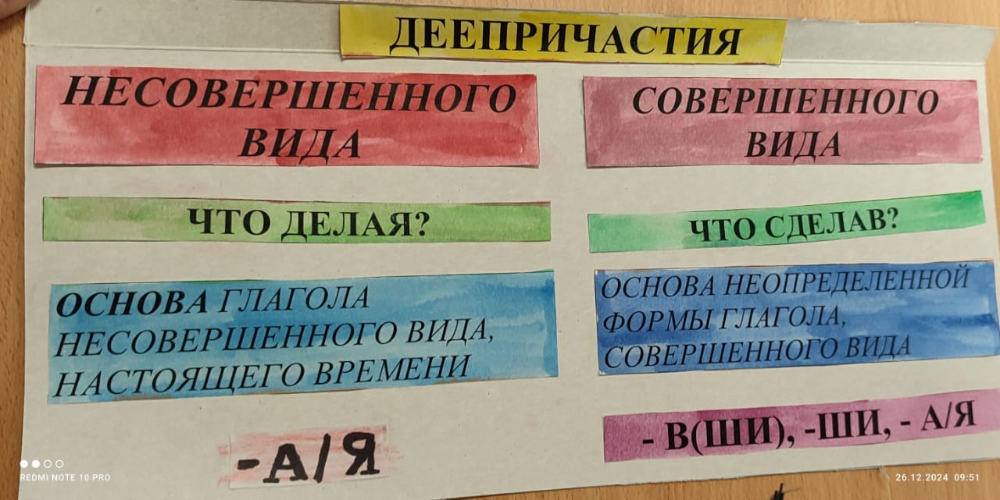 ДЕЕПРИЧАСТИЯ
НЕСОВЕРШЕННОГО
ВИДА
ЧТО ДЕЛАЯ?
ОСНОВА ГЛАГОЛА
НЕСОВЕРШЕННОГО ВИДА,
НАСТОЯЩЕГО ВРЕМЕНИ
-А/Я
СОВЕРШЕННОГО
ВИДА
ЧТО СДЕЛАВ?
ОСНОВА НЕОПРЕДЕЛЕННОЙ
ФОРМЫ ГЛАГОЛА,
СОВЕРШЕННОГО ВИДА
- В(ШИ), -ШИ, - А/Я
REDMI NOTE 10 PRO
26.12.2024 09:51